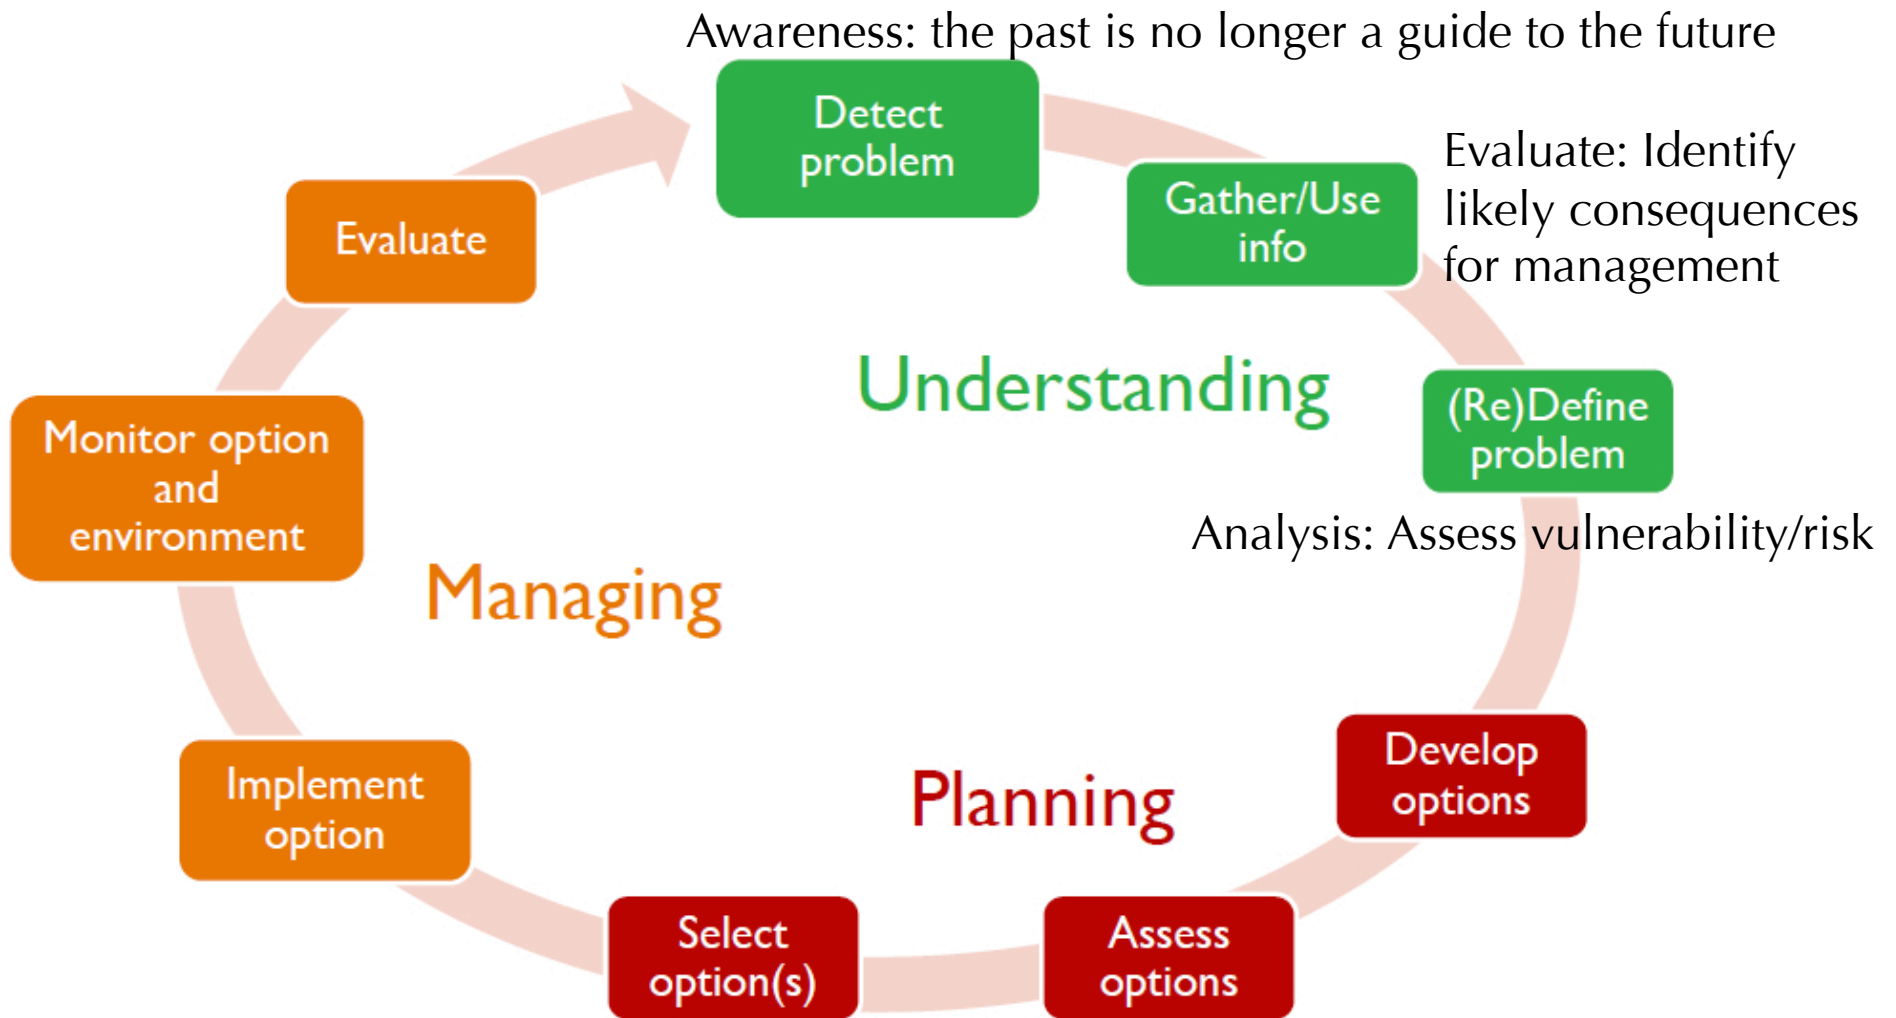 Awareness: the past is no longer a guide to the future
Detect
problem
Gather/Use
info
Evaluate: Identify
likely consequences
for management
(Re)Define
problem
Analysis: Assess vulnerability/risk
Understanding
Develop
options
Assess
options
Select
option(s)
Planning
Implement
option
Monitor option
and
environment
Evaluate
Managing